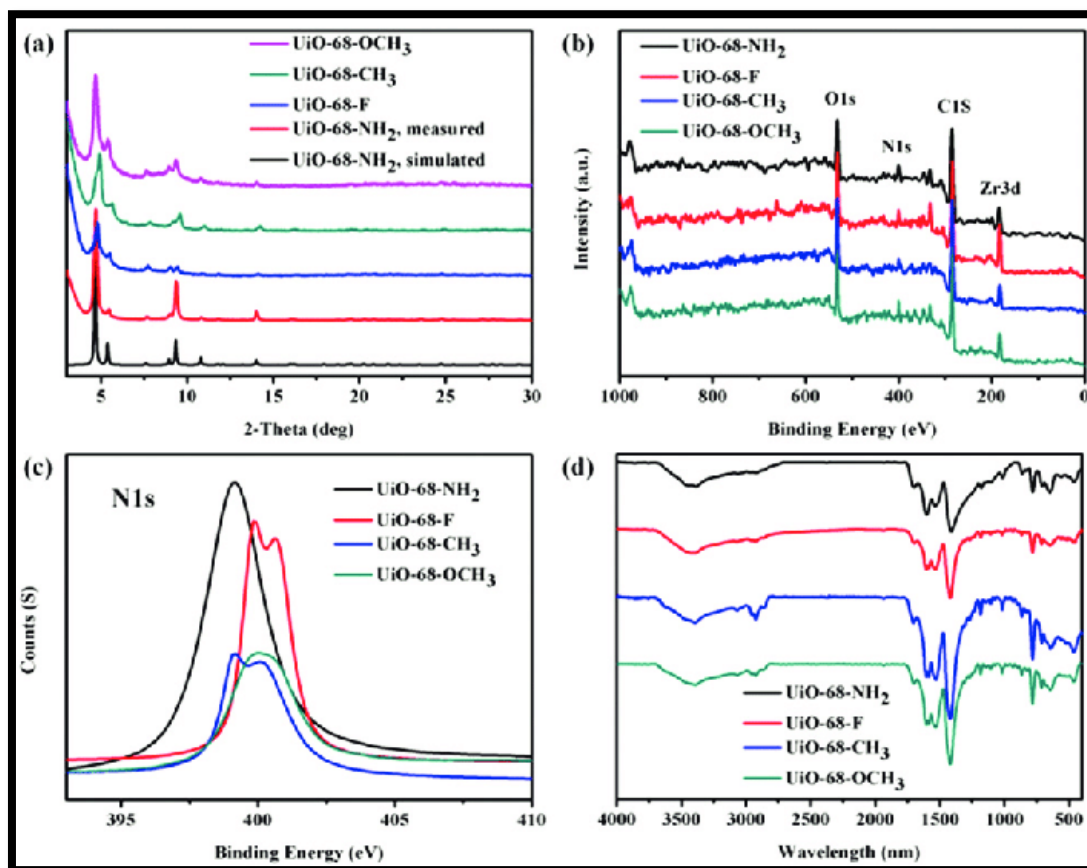 (a)
UiO-68-OCH3
UiO-68-CH3
UiO-68-F
UiO-68-NH2, measured
UiO-68-NH2, simulated
5 10 15 20 25 30
2-Theta (deg)
(b)
UiO-68-NH2
UiO-68-F
UiO-68-CH3
UiO-68-OCH3
O1s
N1s
C1S
Zr3d
Intensity (a.u.)
1000 800 600 400 200 0
Binding Energy (eV)
(c)
N1s
UiO-68-NH2
UiO-68-F
UiO-68-CH3
UiO-68-OCH3
Counts (S)
395 400 405 410
Binding Energy (eV)
(d)
UiO-68-NH2
UiO-68-F
UiO-68-CH3
UiO-68-OCH3
4000 3500 3000 2500 2000 1500 1000 500
Wavelength (nm)